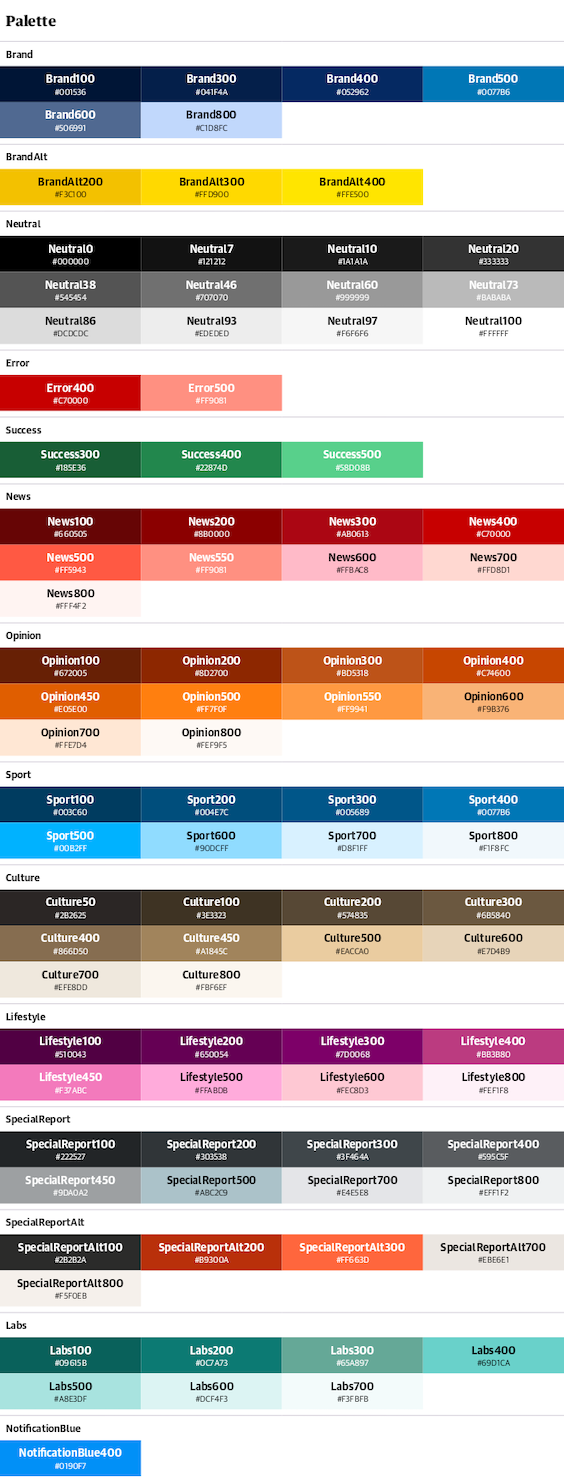 Palette
Brand
Brand100 Brand300 Brand400 Brand500
#001536 #041F4A #052962 #0077B6
Brand600 Brand800
#506991 #C1D8FC
BrandAlt
BrandAlt200 BrandAlt300 BrandAlt400
#F3C100 #FFD900 #FFE500
Neutral
Neutral0 Neutral7 Neutral10 Neutral20
#000000 #121212 #1A1A1A #333333
Neutral38 Neutral46 Neutral60 Neutral73
#545454 #707070 #999999 #BABABA
Neutral86 Neutral93 Neutral97 Neutral100
#DCDCDC #EDEDED #F6F6F6 #FFFFFF
Error
Error400 Error500
#C70000 #FF9081
Success
Success300 Success400 Success500
#185E36 #22874D #58D08B
News
News100 News200 News300 News400
#660505 #8B0000 #AB0613 #C70000
News500 News550 News600 News700
#FF5943 #FF9081 #FFBAC8 #FFD8D1
News800
#FFF4F2
Opinion
Opinion100 Opinion200 Opinion300 Opinion400
#672005 #8D2700 #BD5318 #C74600
Opinion450 Opinion500 Opinion550 Opinion600
#E05E00 #FF7F0F #FF9941 #F9B376
Opinion700 Opinion800
#FFE7D4 #FEF9F5
Sport
Sport100 Sport200 Sport300 Sport400
#003C60 #004E7C #005689 #0077B6
Sport500 Sport600 Sport700 Sport800
#00B2FF #90DCFF #D8F1FF #F1F8FC
Culture
Culture50 Culture100 Culture200 Culture300
#2B2625 #3E3323 #574835 #6B5840
Culture400 Culture450 Culture500 Culture600
#866D50 #A1845C #EACCA0 #E7D4B9
Culture700 Culture800
#EFE8DD #FBF6EF
Lifestyle
Lifestyle100 Lifestyle200 Lifestyle300 Lifestyle400
#510043 #650054 #7D0068 #BB3B80
Lifestyle450 Lifestyle500 Lifestyle600 Lifestyle800
#F37ABC #FFABDB #FEC8D3 #FEF1F8
SpecialReport
SpecialReport100 SpecialReport200 SpecialReport300 SpecialReport400
#222527 #303538 #3F464A #595C5F
SpecialReport450 SpecialReport500 SpecialReport700 SpecialReport800
#9DA0A2 #ABC2C9 #E4E5E8 #EFF1F2
SpecialReportAlt
SpecialReportAlt100 SpecialReportAlt200 SpecialReportAlt300 SpecialReportAlt700
#2B2B2A #B9300A #FF663D #EBE6E1
SpecialReportAlt800
#F5F0EB
Labs
Labs100 Labs200 Labs300 Labs400
#09615B #0C7A73 #65A897 #69D1CA
Labs500 Labs600 Labs700
#A8E3DF #DCF4F3 #F3FBFB
NotificationBlue
NotificationBlue400
#0190F7